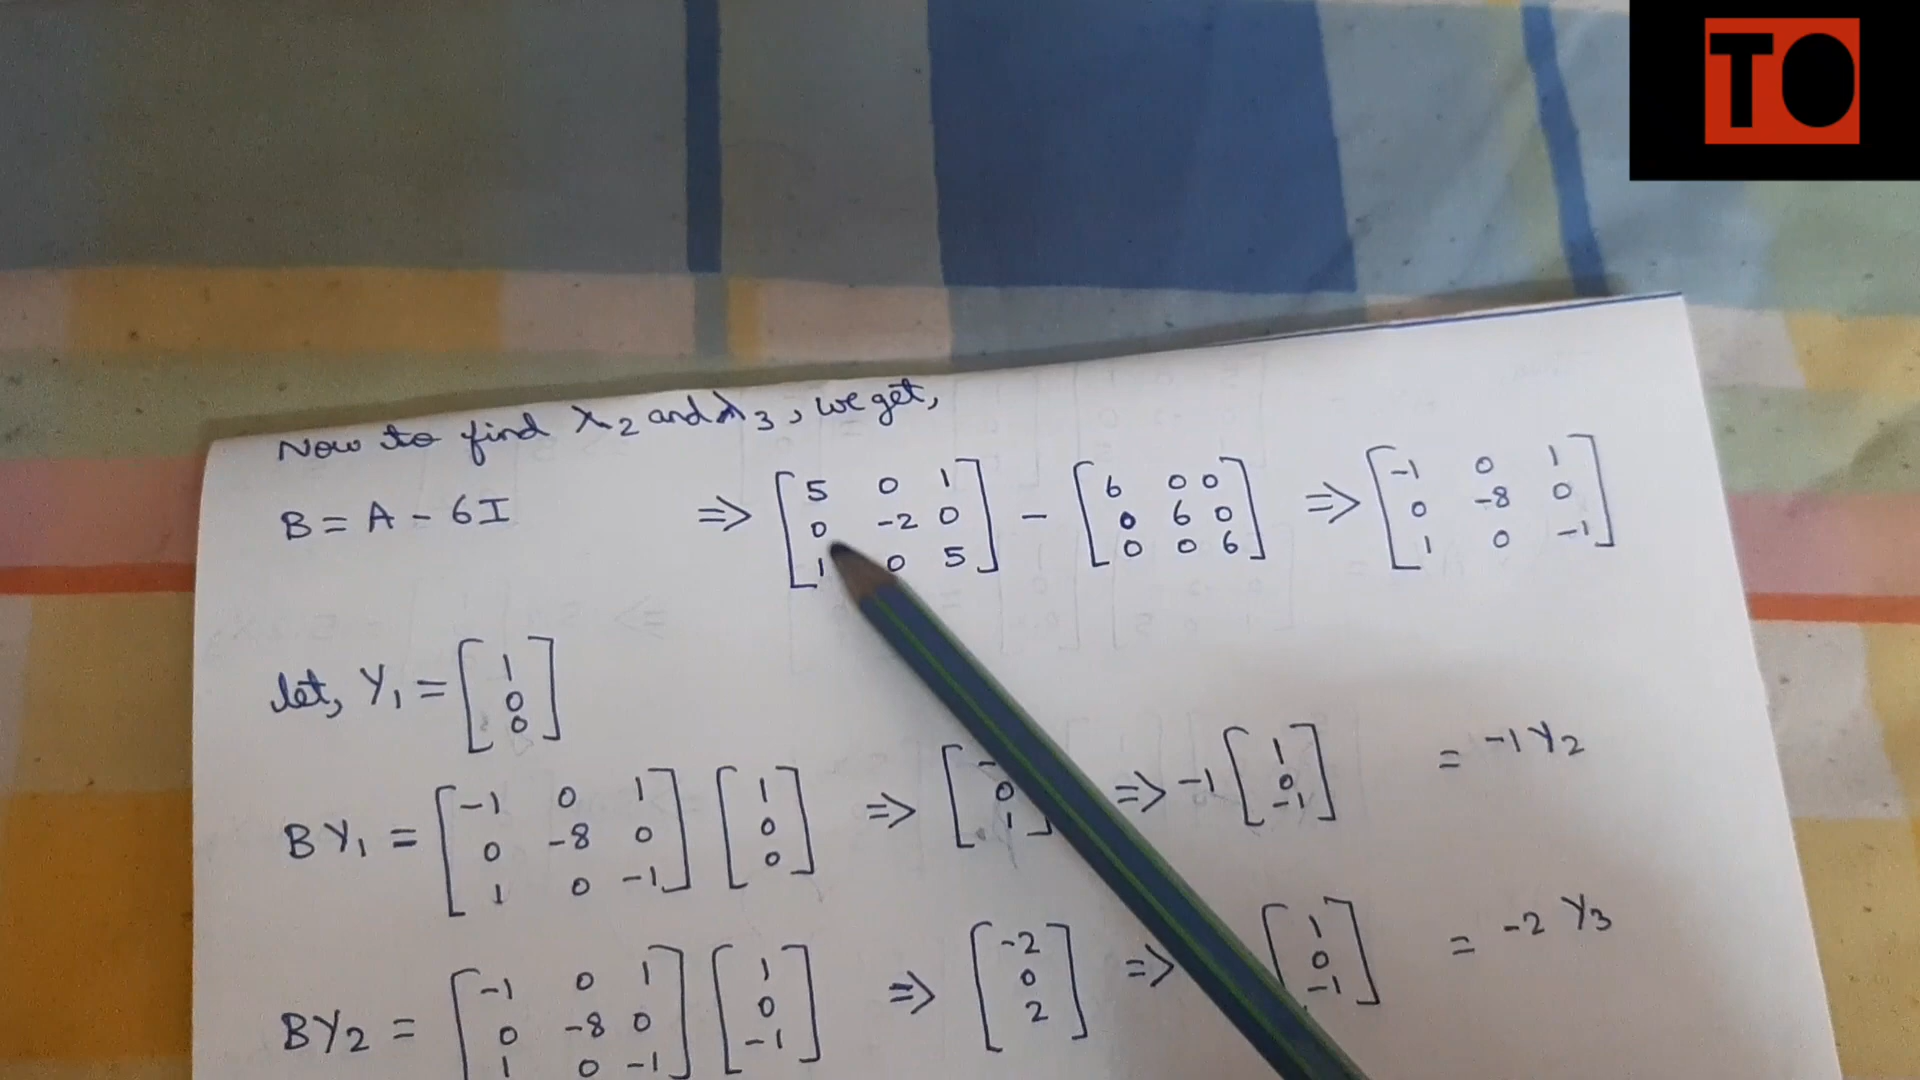 TO
Now to find λ2 and λ3, we get,
B = A - 6I ⇒ [5 0 1; 0 -2 0; 1 0 5] - [6 0 0; 0 6 0; 0 0 6] ⇒ [-1 0 1; 0 -8 0; 1 0 -1]
let, Y1 = [1; 0; 0]
BY1 = [-1 0 1; 0 -8 0; 1 0 -1] [1; 0; 0] ⇒ [-; 0; 1] ⇒ -1 [1; 0; -1] = -1 Y2
BY2 = [-1 0 1; 0 -8 0; 1 0 -1] [1; 0; -1] ⇒ [-2; 0; 2] ⇒ [1; 0; -1] = -2 Y3